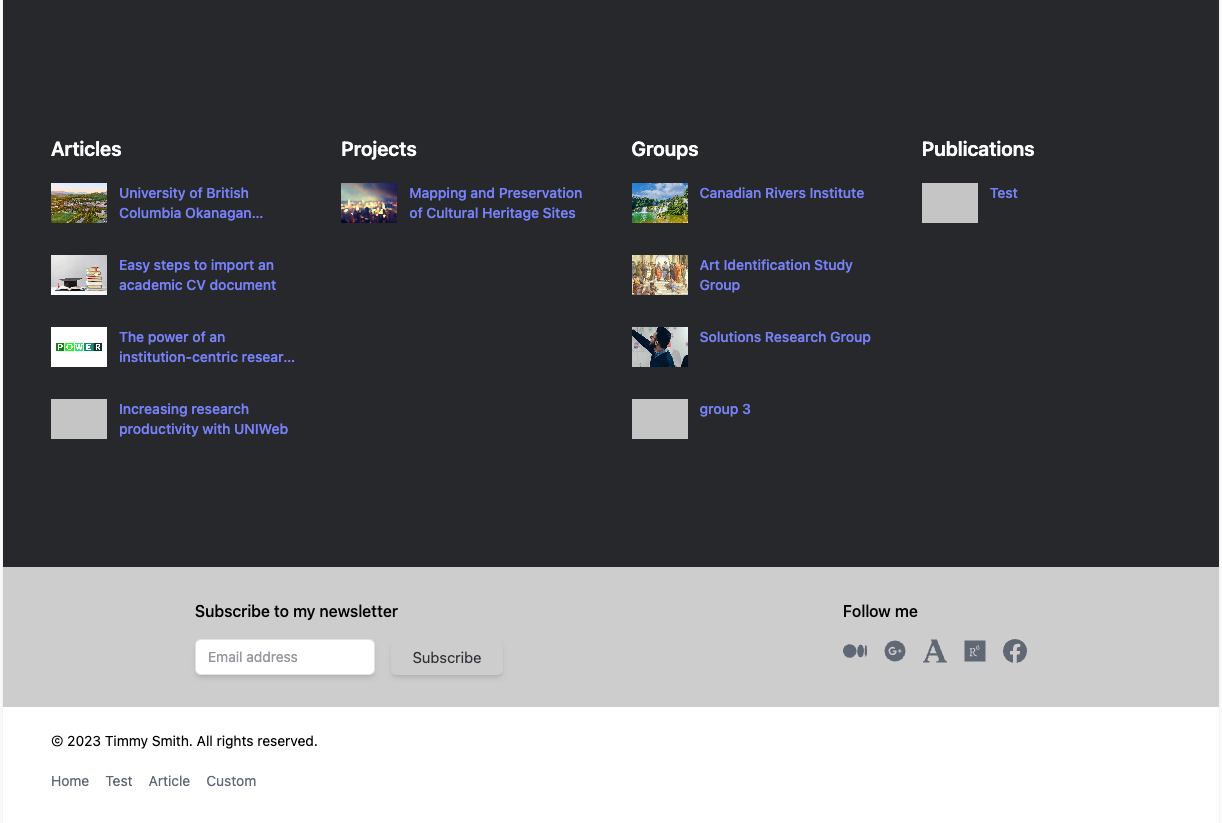 Articles
University of British
Columbia Okanagan...
Easy steps to import an
academic CV document
POWER
The power of an
institution-centric resear...
Increasing research
productivity with UNIWeb
Projects
Mapping and Preservation
of Cultural Heritage Sites
Groups
Canadian Rivers Institute
Art Identification Study
Group
Solutions Research Group
group 3
Publications
Test
Subscribe to my newsletter
Email address
Subscribe
Follow me
G+
A
R⁶
© 2023 Timmy Smith. All rights reserved.
Home Test Article Custom